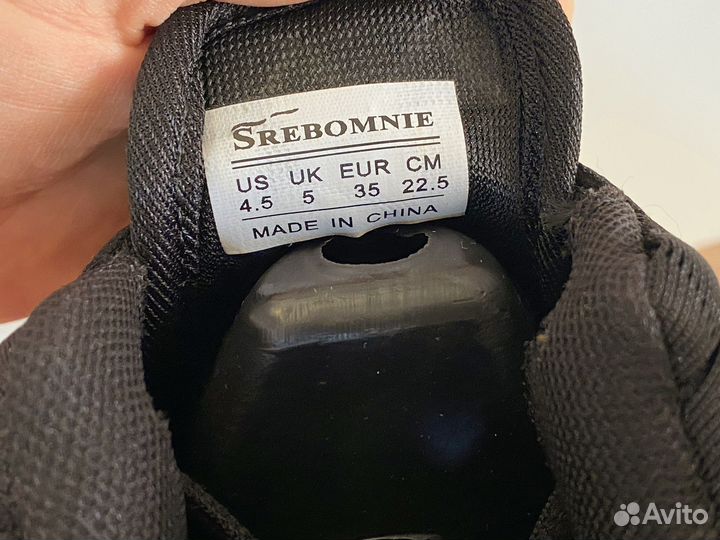 SREBOMNIE
US UK EUR CM
4.5 5 35 22.5
MADE IN CHINA
Avito